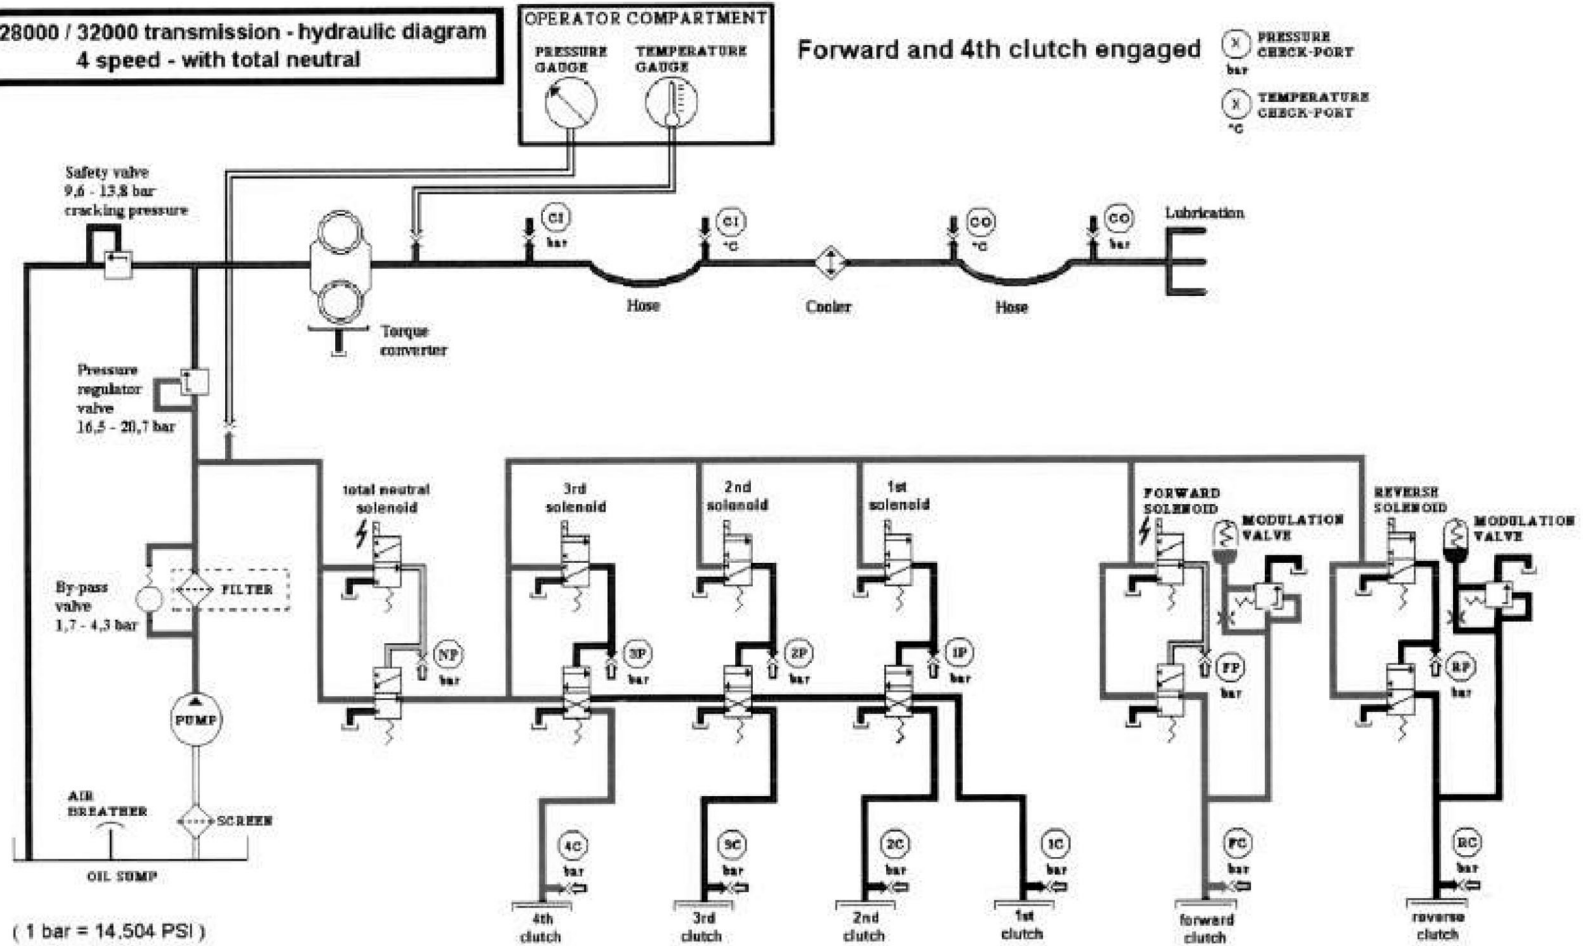 28000 / 32000 transmission - hydraulic diagram
4 speed - with total neutral
OPERATOR COMPARTMENT
PRESSURE
GAUGE
TEMPERATURE
GAUGE
Forward and 4th clutch engaged
X
PRESSURE
CHECK-PORT
bar
X
TEMPERATURE
CHECK-PORT
°C
Safety valve
9,6 - 13,8 bar
cracking pressure
CI
bar
CI
°C
CO
°C
CO
bar
Lubrication
Hose
Cooler
Hose
Torque
converter
Pressure
regulator
valve
16,5 - 20,7 bar
total neutral
solenoid
3rd
solenoid
2nd
solenoid
1st
solenoid
FORWARD
SOLENOID
MODULATION
VALVE
REVERSE
SOLENOID
MODULATION
VALVE
By-pass
valve
1,7 - 4,3 bar
FILTER
NP
bar
3P
bar
2P
bar
1P
bar
FP
bar
RP
bar
PUMP
AIR
BREATHER
SCREEN
OIL SUMP
4C
bar
3C
bar
2C
bar
1C
bar
FC
bar
RC
bar
4th
clutch
3rd
clutch
2nd
clutch
1st
clutch
forward
clutch
reverse
clutch
( 1 bar = 14,504 PSI )